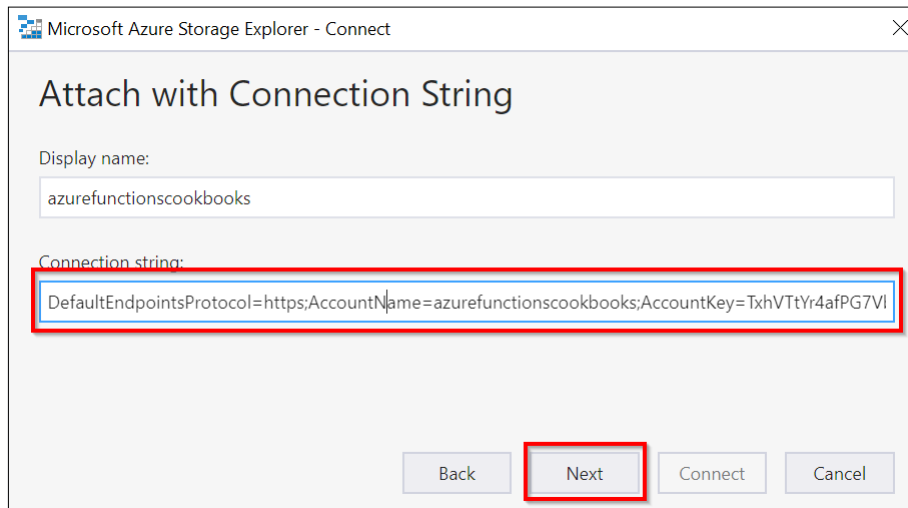 Microsoft Azure Storage Explorer - Connect
Attach with Connection String
Display name:
azurefunctionscookbooks
Connection string:
DefaultEndpointsProtocol=https;AccountName=azurefunctionscookbooks;AccountKey=TxhVTtYr4afPG7V
Back Next Connect Cancel